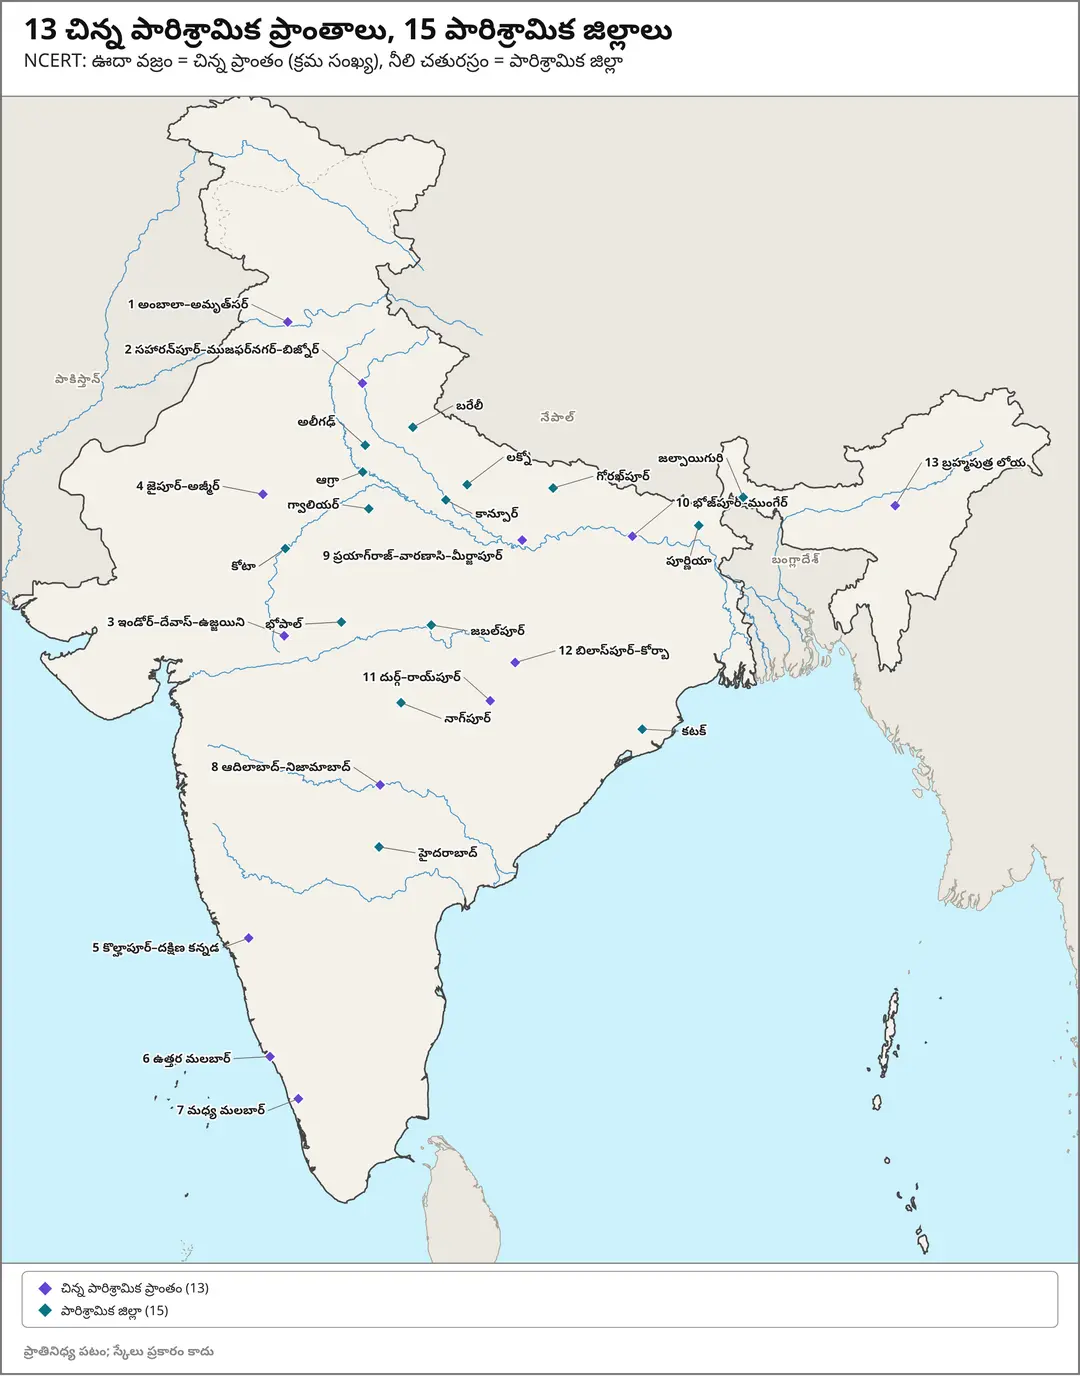 13 చిన్న పారిశ్రామిక ప్రాంతాలు, 15 పారిశ్రామిక జిల్లాలు
NCERT: ఊదా వజ్రం = చిన్న ప్రాంతం (క్రమ సంఖ్య), నీలి చతురస్రం = పారిశ్రామిక జిల్లా
1 అంబాలా–అమృత్‌సర్
2 సహారన్‌పూర్–ముజఫర్‌నగర్–బిజ్నోర్
పాకిస్తాన్
బరేలీ
నేపాల్
అలీగఢ్
లక్నో
జల్పాయిగురి
13 బ్రహ్మపుత్ర లోయ
ఆగ్రా
గోరఖ్‌పూర్
4 జైపూర్–అజ్మీర్
గ్వాలియర్
10 భోజ్‌పూర్–ముంగేర్
కాన్పూర్
9 ప్రయాగ్‌రాజ్–వారణాసి–మీర్జాపూర్
కోటా
పూర్ణియా
బంగ్లాదేశ్
3 ఇండోర్–దేవాస్–ఉజ్జయిని
భోపాల్
జబల్‌పూర్
12 బిలాస్‌పూర్–కోర్బా
11 దుర్గ్–రాయ్‌పూర్
నాగ్‌పూర్
కటక్
8 ఆదిలాబాద్–నిజామాబాద్
హైదరాబాద్
5 కొల్హాపూర్–దక్షిణ కన్నడ
6 ఉత్తర మలబార్
7 మధ్య మలబార్
చిన్న పారిశ్రామిక ప్రాంతం (13)
పారిశ్రామిక జిల్లా (15)
ప్రాతినిధ్య పటం; స్కేలు ప్రకారం కాదు